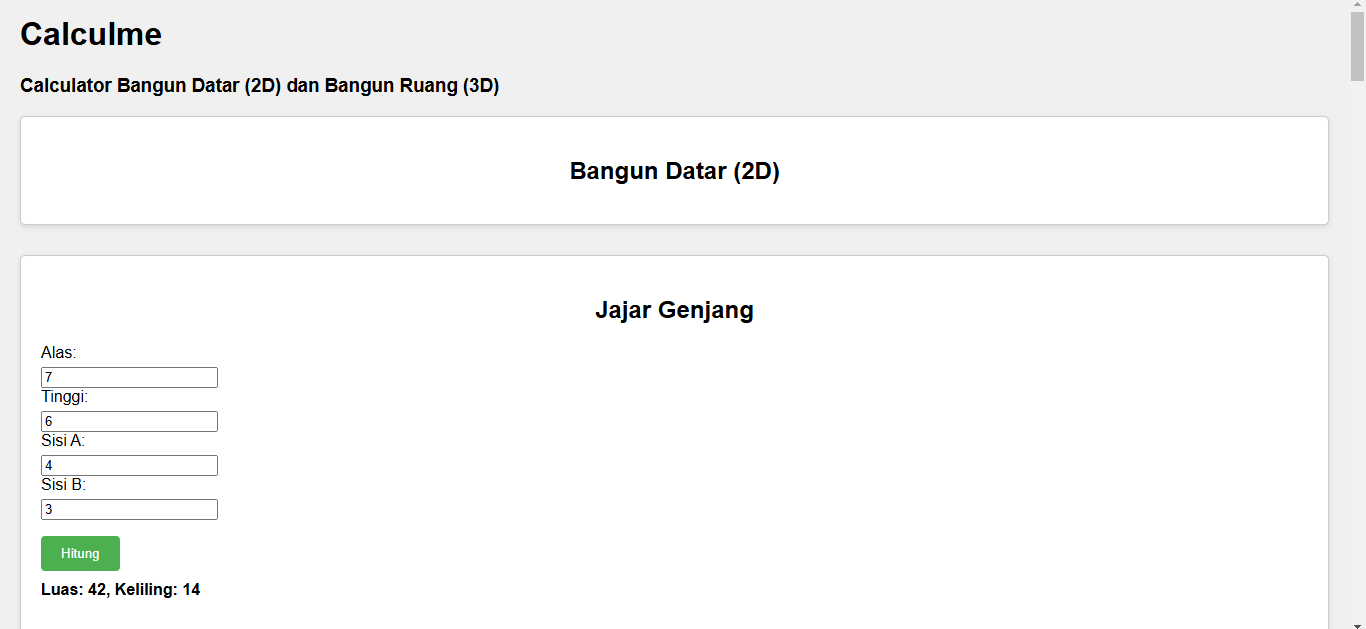 Calculme
Calculator Bangun Datar (2D) dan Bangun Ruang (3D)
Bangun Datar (2D)
Jajar Genjang
Alas:
7
Tinggi:
6
Sisi A:
4
Sisi B:
3
Hitung
Luas: 42, Keliling: 14